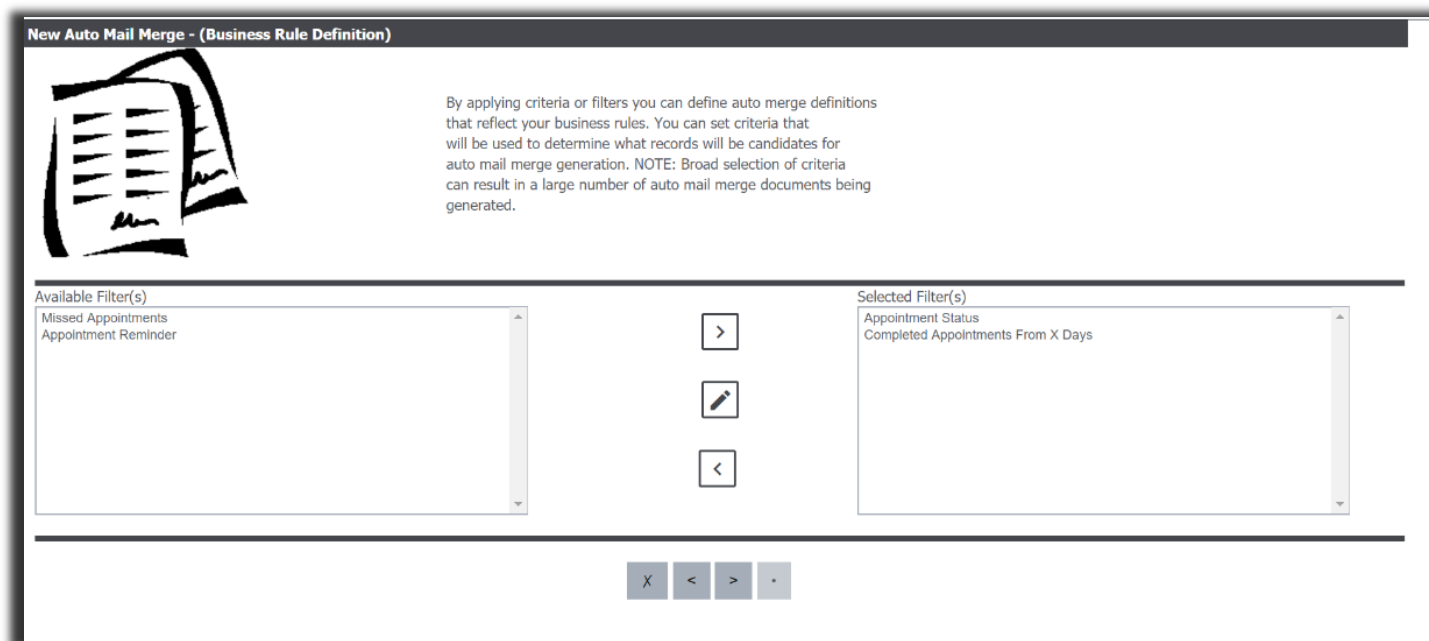 New Auto Mail Merge - (Business Rule Definition)
By applying criteria or filters you can define auto merge definitions
that reflect your business rules. You can set criteria that
will be used to determine what records will be candidates for
auto mail merge generation. NOTE: Broad selection of criteria
can result in a large number of auto mail merge documents being
generated.
Available Filter(s)
Missed Appointments
Appointment Reminder
>
<
Selected Filter(s)
Appointment Status
Completed Appointments From X Days
X < > *